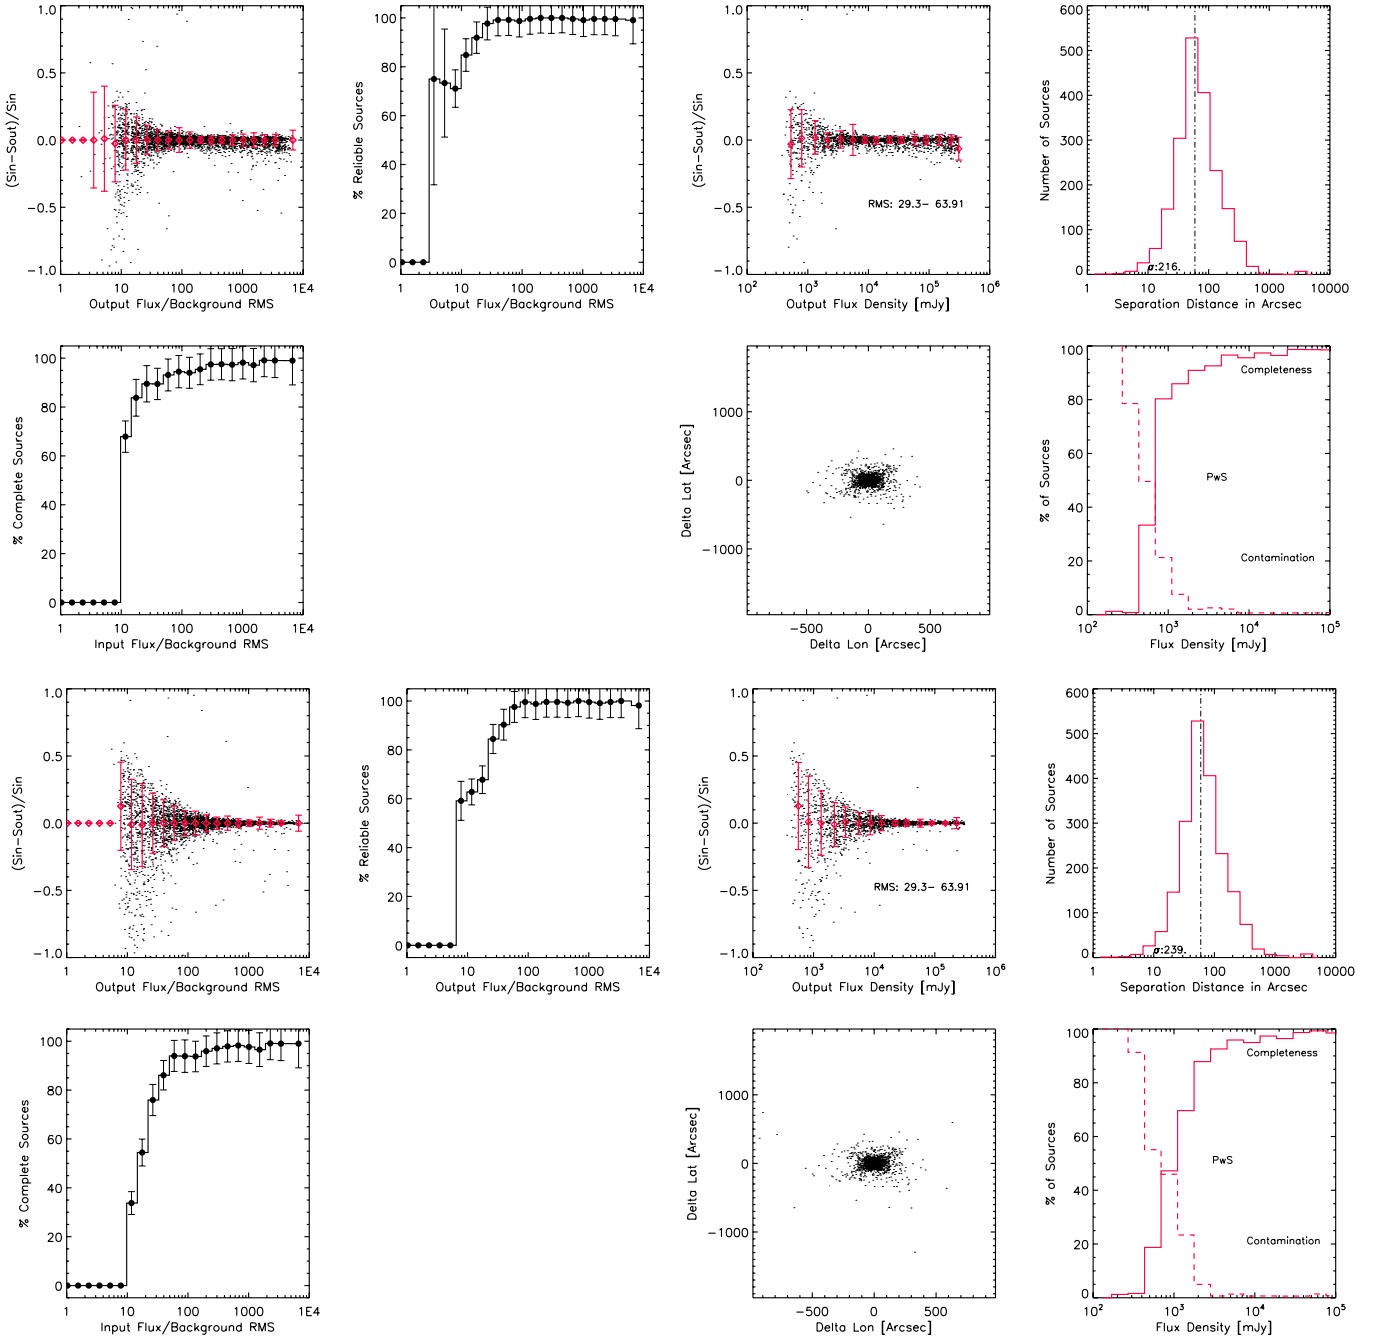 (Sin−Sout)/Sin
1.0
0.5
0.0
−0.5
−1.0
1 10 100 1000 1E4
Output Flux/Background RMS
% Reliable Sources
100
80
60
40
20
0
1 10 100 1000 1E4
Output Flux/Background RMS
(Sin−Sout)/Sin
1.0
0.5
0.0
−0.5
−1.0
RMS: 29.3− 63.91
10² 10³ 10⁴ 10⁵ 10⁶
Output Flux Density [mJy]
Number of Sources
600
500
400
300
200
100
0
σ:216.
1 10 100 1000 10000
Separation Distance in Arcsec
% Complete Sources
100
80
60
40
20
0
1 10 100 1000 1E4
Input Flux/Background RMS
Delta Lat [Arcsec]
1000
0
−1000
−500 0 500
Delta Lon [Arcsec]
% of Sources
100
80
60
40
20
0
Completeness
PwS
Contamination
10² 10³ 10⁴ 10⁵
Flux Density [mJy]
(Sin−Sout)/Sin
1.0
0.5
0.0
−0.5
−1.0
1 10 100 1000 1E4
Output Flux/Background RMS
% Reliable Sources
100
80
60
40
20
0
1 10 100 1000 1E4
Output Flux/Background RMS
(Sin−Sout)/Sin
1.0
0.5
0.0
−0.5
−1.0
RMS: 29.3− 63.91
10² 10³ 10⁴ 10⁵ 10⁶
Output Flux Density [mJy]
Number of Sources
600
500
400
300
200
100
0
σ:239.
1 10 100 1000 10000
Separation Distance in Arcsec
% Complete Sources
100
80
60
40
20
0
1 10 100 1000 1E4
Input Flux/Background RMS
Delta Lat [Arcsec]
1000
0
−1000
−500 0 500
Delta Lon [Arcsec]
% of Sources
100
80
60
40
20
0
Completeness
PwS
Contamination
10² 10³ 10⁴ 10⁵
Flux Density [mJy]